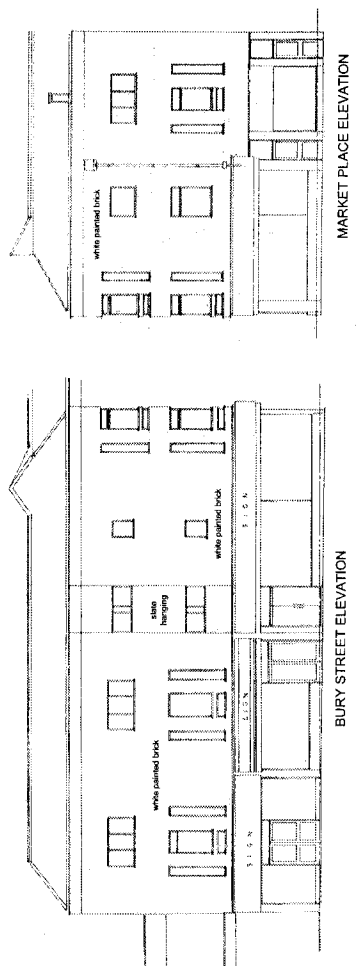 white painted brick
MARKET PLACE ELEVATION
white painted brick
slate
hanging
white painted brick
SIGN
SIGN
SIGN
BURY STREET ELEVATION